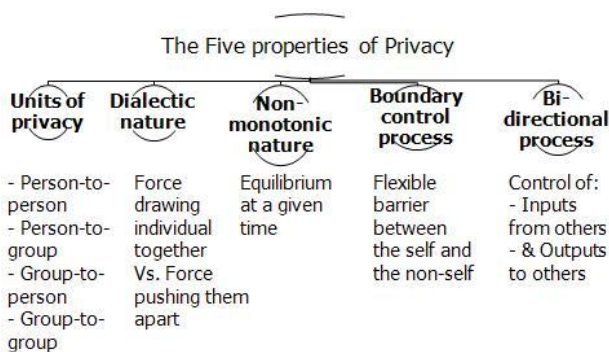 The Five properties of Privacy
Units of
privacy
- Person-to-
person
- Person-to-
group
- Group-to-
person
- Group-to-
group
Dialectic
nature
Force
drawing
individual
together
Vs. Force
pushing them
apart
Non-
monotonic
nature
Equilibrium
at a given
time
Boundary
control
process
Flexible
barrier
between
the self and
the non-self
Bi-
directional
process
Control of:
- Inputs
from others
- & Outputs
to others